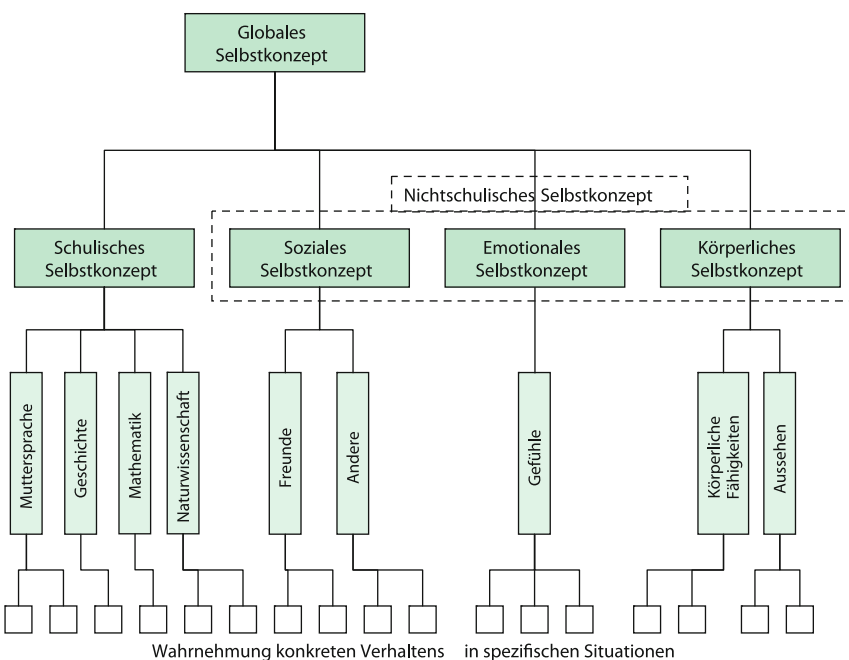 Globales
Selbstkonzept
Nichtschulisches Selbstkonzept
Schulisches
Selbstkonzept
Soziales
Selbstkonzept
Emotionales
Selbstkonzept
Körperliches
Selbstkonzept
Muttersprache
Geschichte
Mathematik
Naturwissenschaft
Freunde
Andere
Gefühle
Körperliche
Fähigkeiten
Aussehen
Wahrnehmung konkreten Verhaltens in spezifischen Situationen